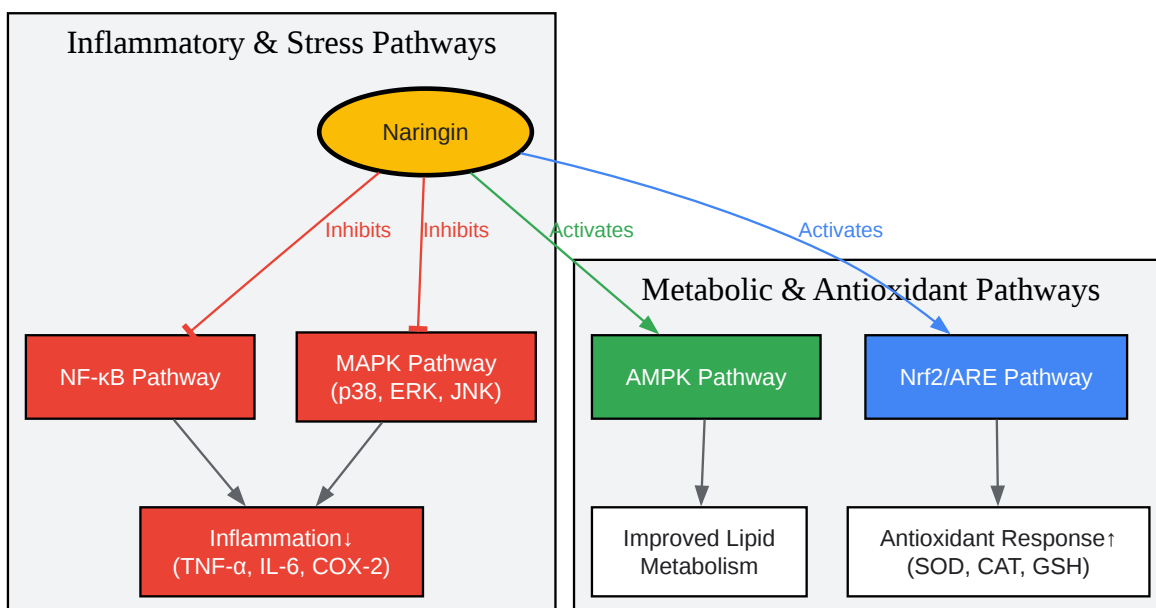 Inflammatory & Stress Pathways
Naringin
Inhibits
Inhibits
Activates
Activates
Metabolic & Antioxidant Pathways
NF-κB Pathway
MAPK Pathway
(p38, ERK, JNK)
AMPK Pathway
Nrf2/ARE Pathway
Inflammation↓
(TNF-α, IL-6, COX-2)
Improved Lipid
Metabolism
Antioxidant Response↑
(SOD, CAT, GSH)